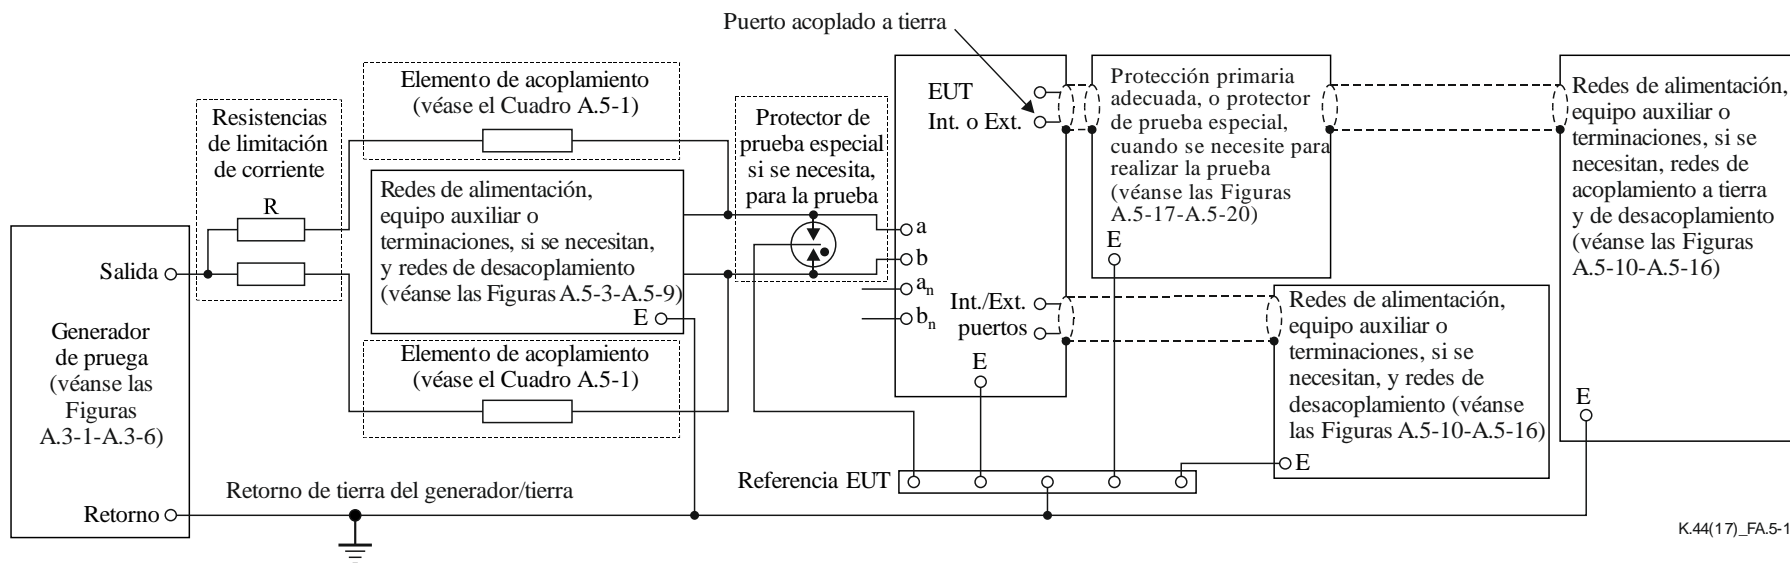 Puerto acoplado a tierra
Elemento de acoplamiento
(véase el Cuadro A.5-1)
Resistencias
de limitación
de corriente
R
Protector de
prueba especial
si se necesita,
para la prueba
Redes de alimentación,
equipo auxiliar o
terminaciones, si se necesitan,
y redes de desacoplamiento
(véanse las Figuras A.5-3-A.5-9)
E
Elemento de acoplamiento
(véase el Cuadro A.5-1)
Salida
Generador
de pruega
(véanse las
Figuras
A.3-1-A.3-6)
Retorno
Retorno de tierra del generador/tierra
EUT
Int. o Ext.
a
b
an
bn
Int./Ext.
puertos
E
Protección primaria
adecuada, o protector
de prueba especial,
cuando se necesite para
realizar la prueba
(véanse las Figuras
A.5-17-A.5-20)
E
Redes de alimentación,
equipo auxiliar o
terminaciones, si se
necesitan, redes de
acoplamiento a tierra
y de desacoplamiento
(véanse las Figuras
A.5-10-A.5-16)
E
Redes de alimentación,
equipo auxiliar o
terminaciones, si se
necesitan, y redes de
desacoplamiento (véanse
las Figuras A.5-10-A.5-16)
E
Referencia EUT
K.44(17)_FA.5-1